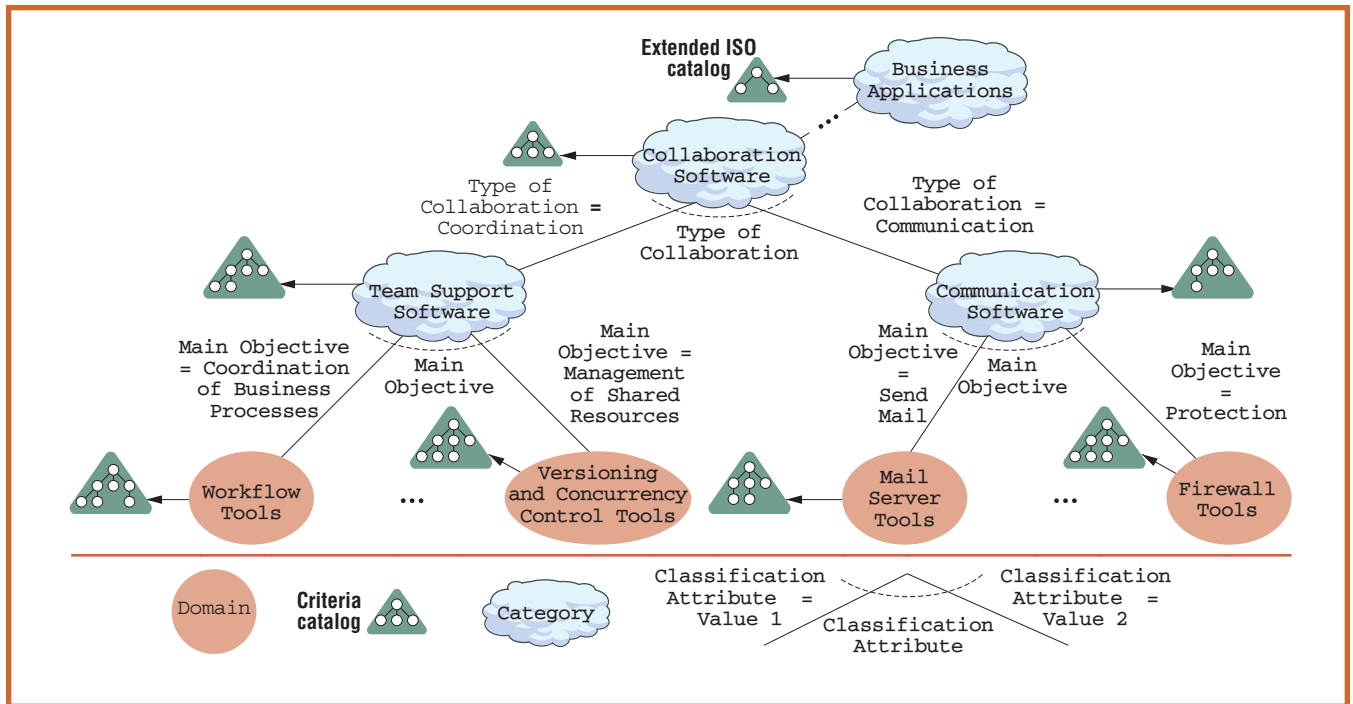 Extended ISO
catalog
Business
Applications
...
Collaboration
Software
Type of
Collaboration =
Coordination
Type of
Collaboration
Type of
Collaboration =
Communication
Team Support
Software
Communication
Software
Main Objective
= Coordination
of Business
Processes
Main
Objective
Main
Objective =
Management
of Shared
Resources
Main
Objective
=
Send
Mail
Main
Objective
Main
Objective
=
Protection
Workflow
Tools
...
Versioning
and Concurrency
Control Tools
Mail
Server
Tools
...
Firewall
Tools
Domain
Criteria
catalog
Category
Classification
Attribute =
Value 1
Classification
Attribute
Classification
Attribute =
Value 2